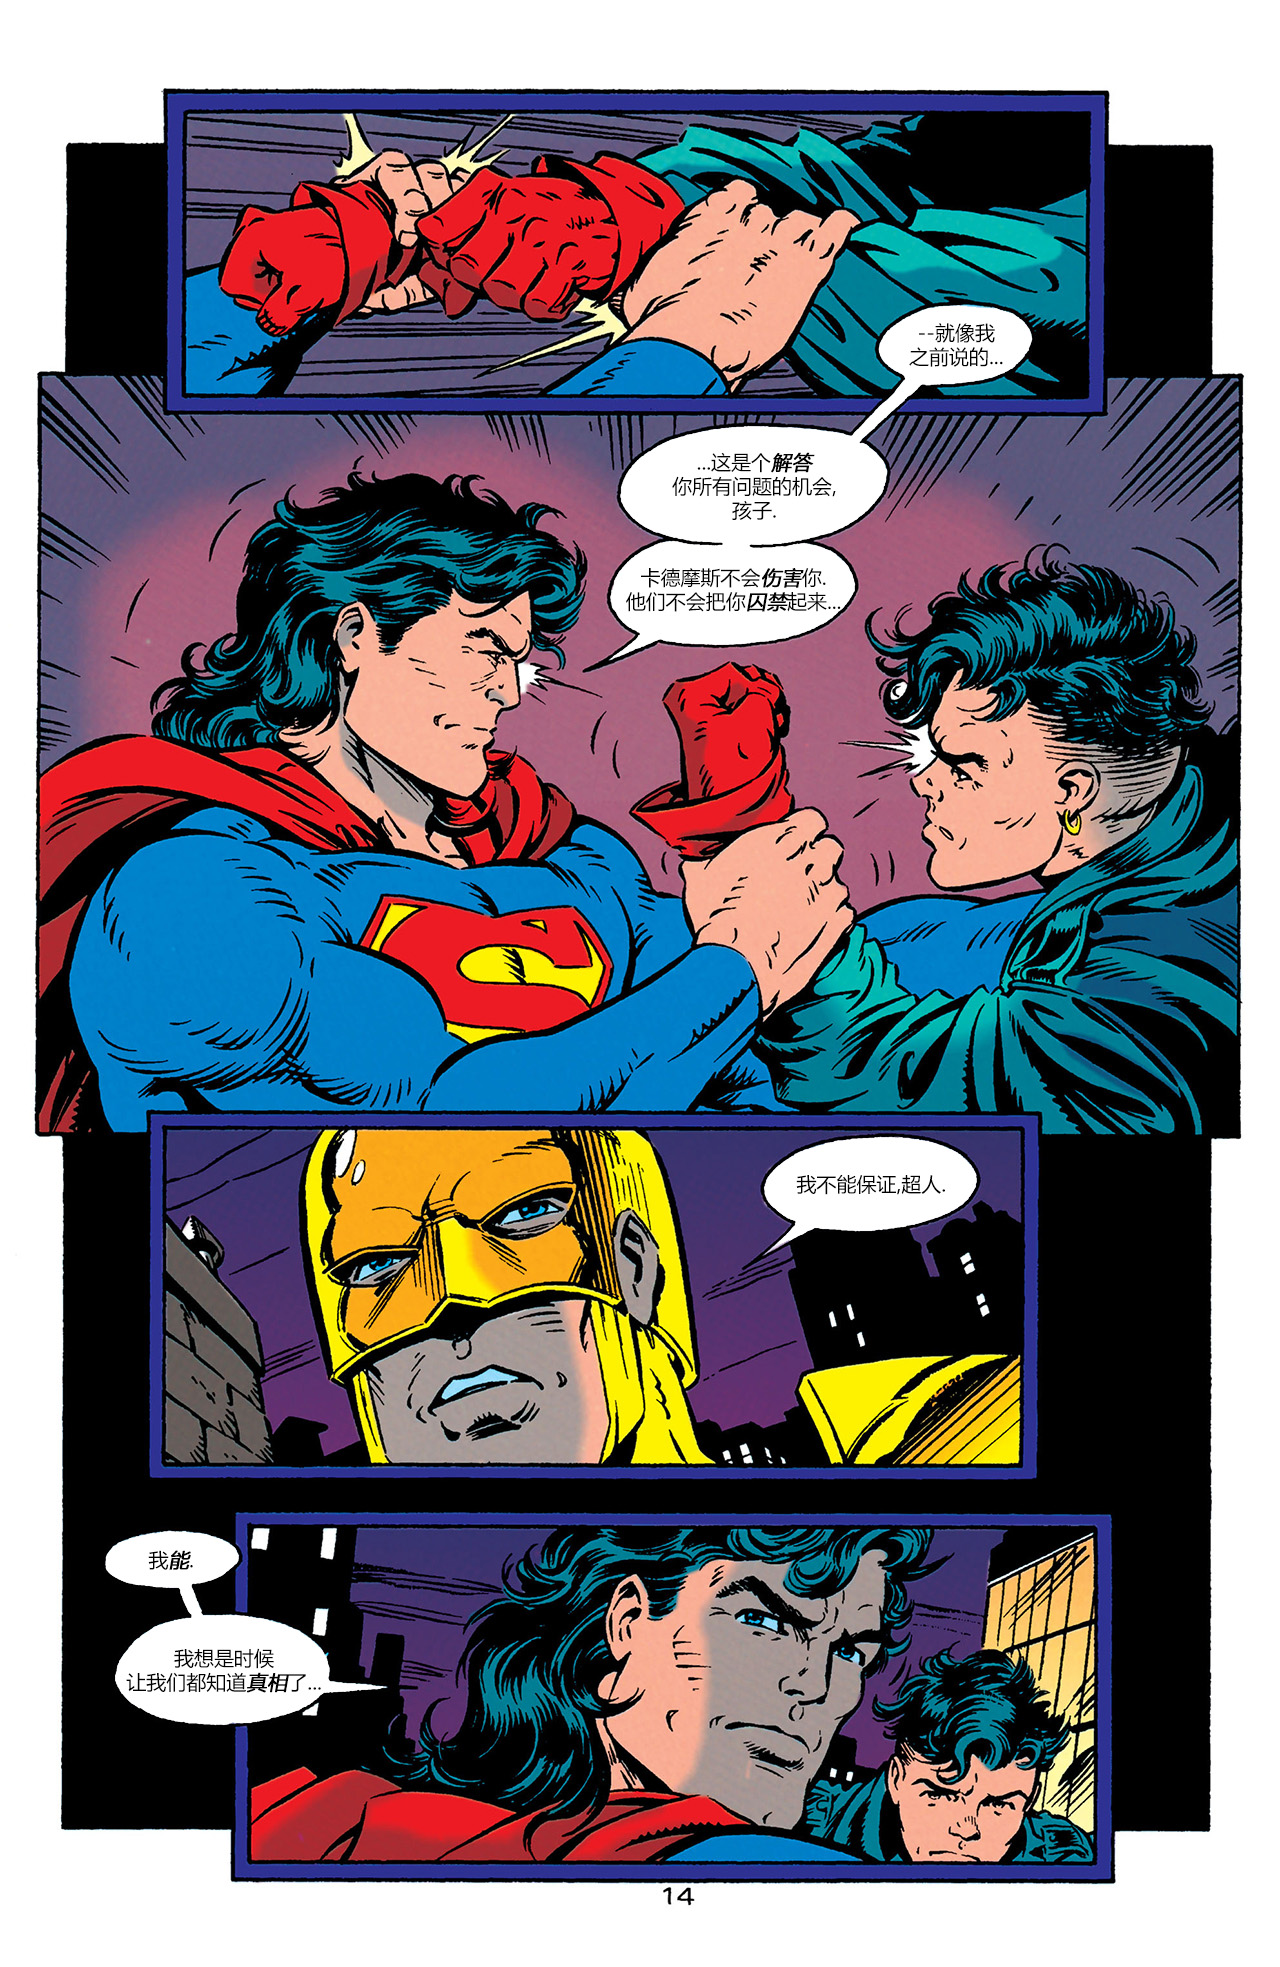 --就像我
之前说的...
...这是个解答
你所有问题的机会,
孩子.
卡德摩斯不会伤害你.
他们不会把你囚禁起来...
我不能保证,超人.
我能.
我想是时候
让我们都知道真相了...
14